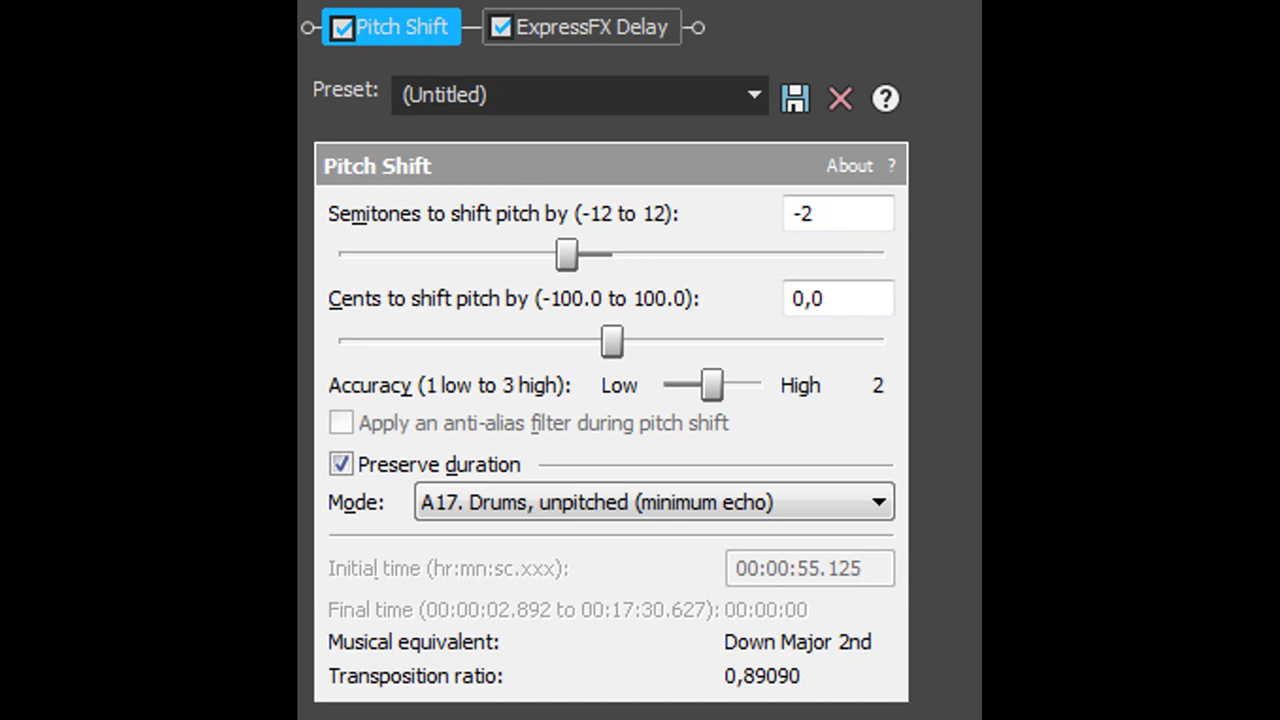 Pitch Shift ExpressFX Delay
Preset: (Untitled) ?
Pitch Shift About ?
Semitones to shift pitch by (-12 to 12): -2
Cents to shift pitch by (-100.0 to 100.0): 0,0
Accuracy (1 low to 3 high): Low High 2
Apply an anti-alias filter during pitch shift
Preserve duration
Mode: A17. Drums, unpitched (minimum echo)
Initial time (hr:mn:sc.xxx): 00:00:55.125
Final time (00:00:02.892 to 00:17:30.627): 00:00:00
Musical equivalent: Down Major 2nd
Transposition ratio: 0,89090